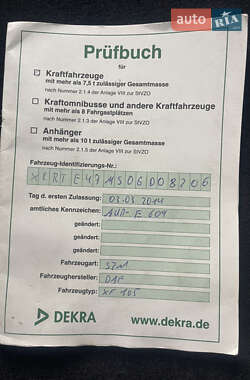 AUTO RIA
Prüfbuch
für
Kraftfahrzeuge
mit mehr als 7,5 t zulässiger Gesamtmasse
nach Nummer 2.1.4 der Anlage VIII zur StVZO
Kraftomnibusse und andere Kraftfahrzeuge
mit mehr als 8 Fahrgastplätzen
nach Nummer 2.1.3 der Anlage VIII zur StVZO
Anhänger
mit mehr als 10 t zulässiger Gesamtmasse
nach Nummer 2.1.5 der Anlage VIII zur StVZO
Fahrzeug-Identifizierungs-Nr.:
Tag d. ersten Zulassung: 03.03.2014
amtliches Kennzeichen: E 604
geändert:
geändert:
geändert:
Fahrzeugart: SZM
Fahrzeughersteller: DAF
Fahrzeugtyp: XF 105
DEKRA
www.dekra.de